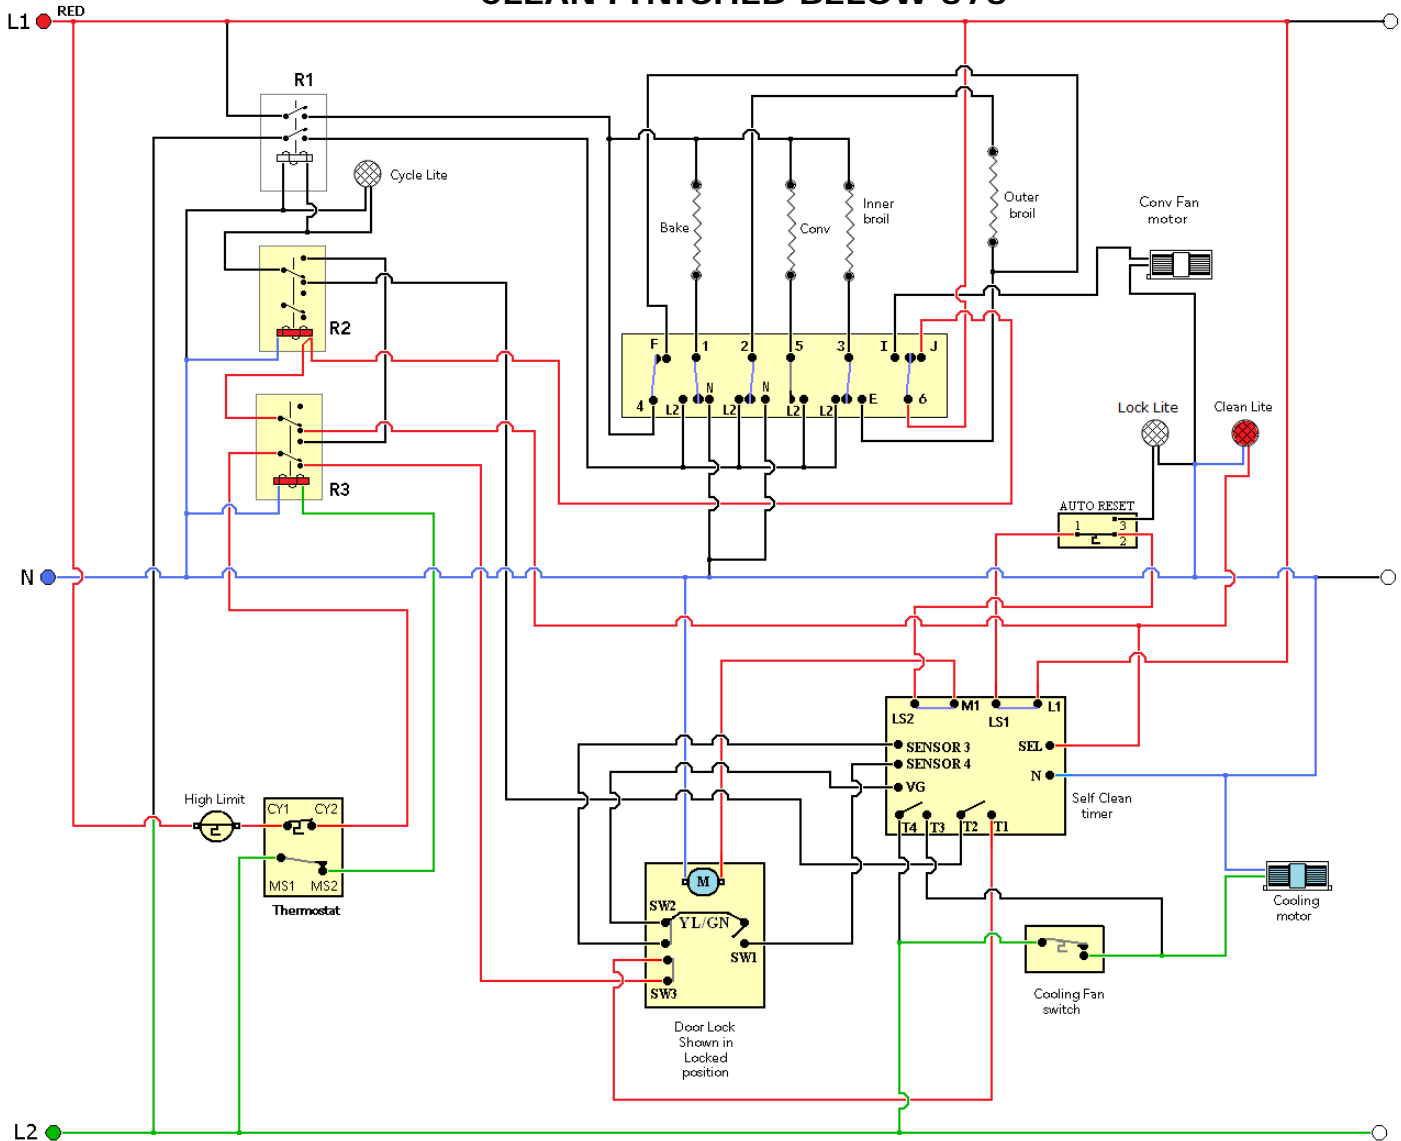 CLEAN FINISHED BELOW 578
L1
RED
R1
Cycle Lite
Bake
Conv
Inner
broil
Outer
broil
Conv Fan
motor
R2
F
1
2
5
3
I
J
4
L2
N
L2
N
L2
L2
E
6
Lock Lite
Clean Lite
R3
AUTO RESET
1
3
2
N
LS2
M1
LS1
L1
SENSOR 3
SEL
SENSOR 4
N
VG
T4
T3
T2
T1
Self Clean
timer
High Limit
CY1
CY2
MS1
MS2
Thermostat
M
SW2
YL/GN
SW1
SW3
Door Lock
Shown in
Locked
position
Cooling
motor
Cooling Fan
switch
L2